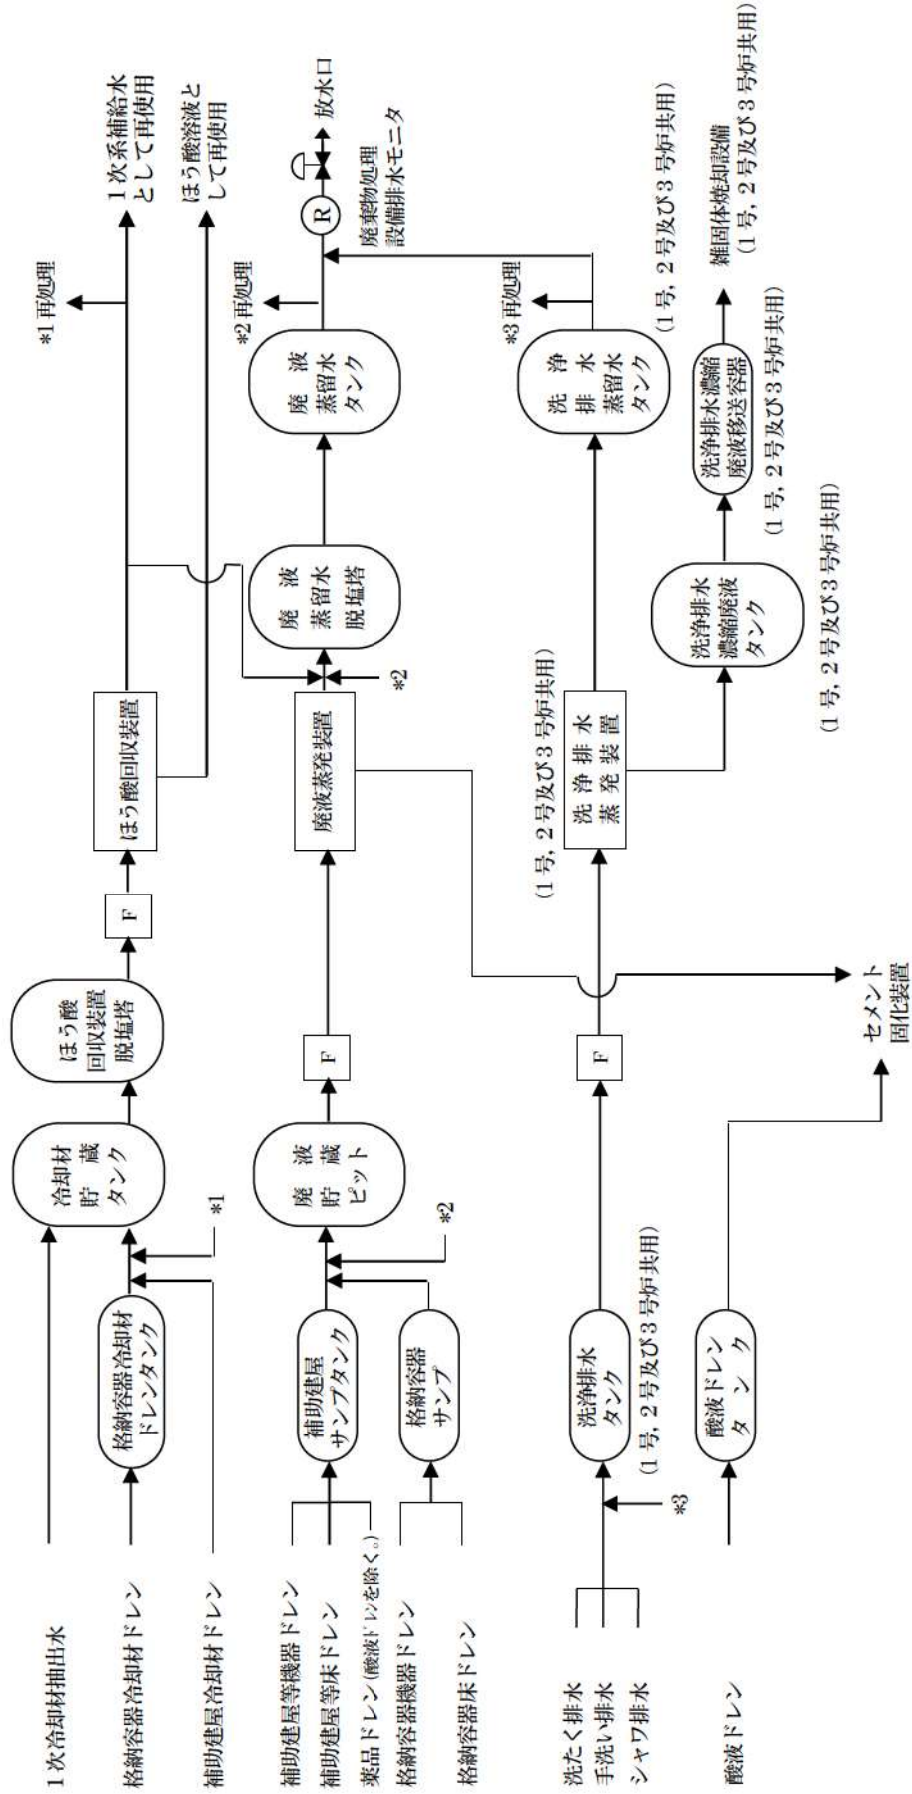 1次冷却材抽出水
格納容器冷却材ドレン
補助建屋冷却材ドレン
格納容器冷却材
ドレンタンク
*1
冷却材
貯蔵
タンク
ほう酸
回収装置
脱塩塔
F
ほう酸回収装置
*1再処理
1次系補給水
として再使用
ほう酸溶液と
して再使用
補助建屋等機器ドレン
補助建屋等床ドレン
薬品ドレン(酸液ドレンを除く。)
格納容器機器ドレン
格納容器床ドレン
補助建屋
サンプタンク
格納容器
サンプ
*2
廃液
貯蔵
ピット
F
廃液蒸発装置
*2
廃液
蒸留水
脱塩塔
廃液
蒸留水
タンク
*2再処理
R
放水口
廃棄物処理
設備排水モニタ
洗たく排水
手洗い排水
シャワ排水
*3
洗浄排水
タンク
(1号,2号及び3号炉共用)
F
(1号,2号及び3号炉共用)
洗浄排水
蒸発装置
洗浄
排水
蒸留水
タンク
*3再処理
(1号,2号及び3号炉共用)
洗浄排水
濃縮廃液
タンク
(1号,2号及び3号炉共用)
洗浄排水濃縮
廃液移送容器
(1号,2号及び3号炉共用)
雑固体焼却設備
(1号,2号及び3号炉共用)
酸液ドレン
酸液ドレン
タンク
セメント
固化装置